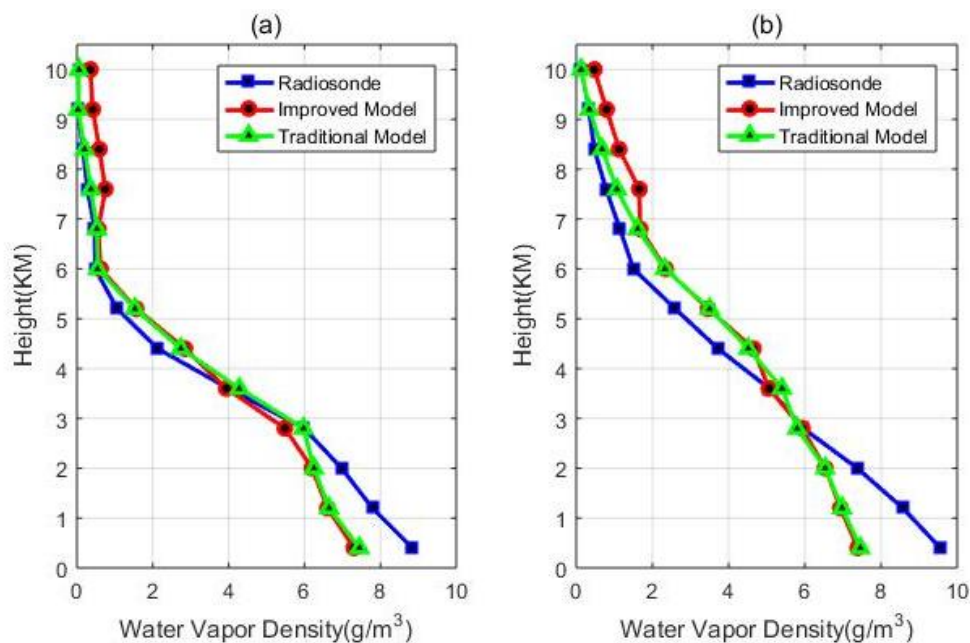 (a)
Radiosonde
Improved Model
Traditional Model
10
9
8
7
6
5
4
3
2
1
0
Height(KM)
0 2 4 6 8 10
Water Vapor Density(g/m³)
(b)
Radiosonde
Improved Model
Traditional Model
10
9
8
7
6
5
4
3
2
1
0
Height(KM)
0 2 4 6 8 10
Water Vapor Density(g/m³)